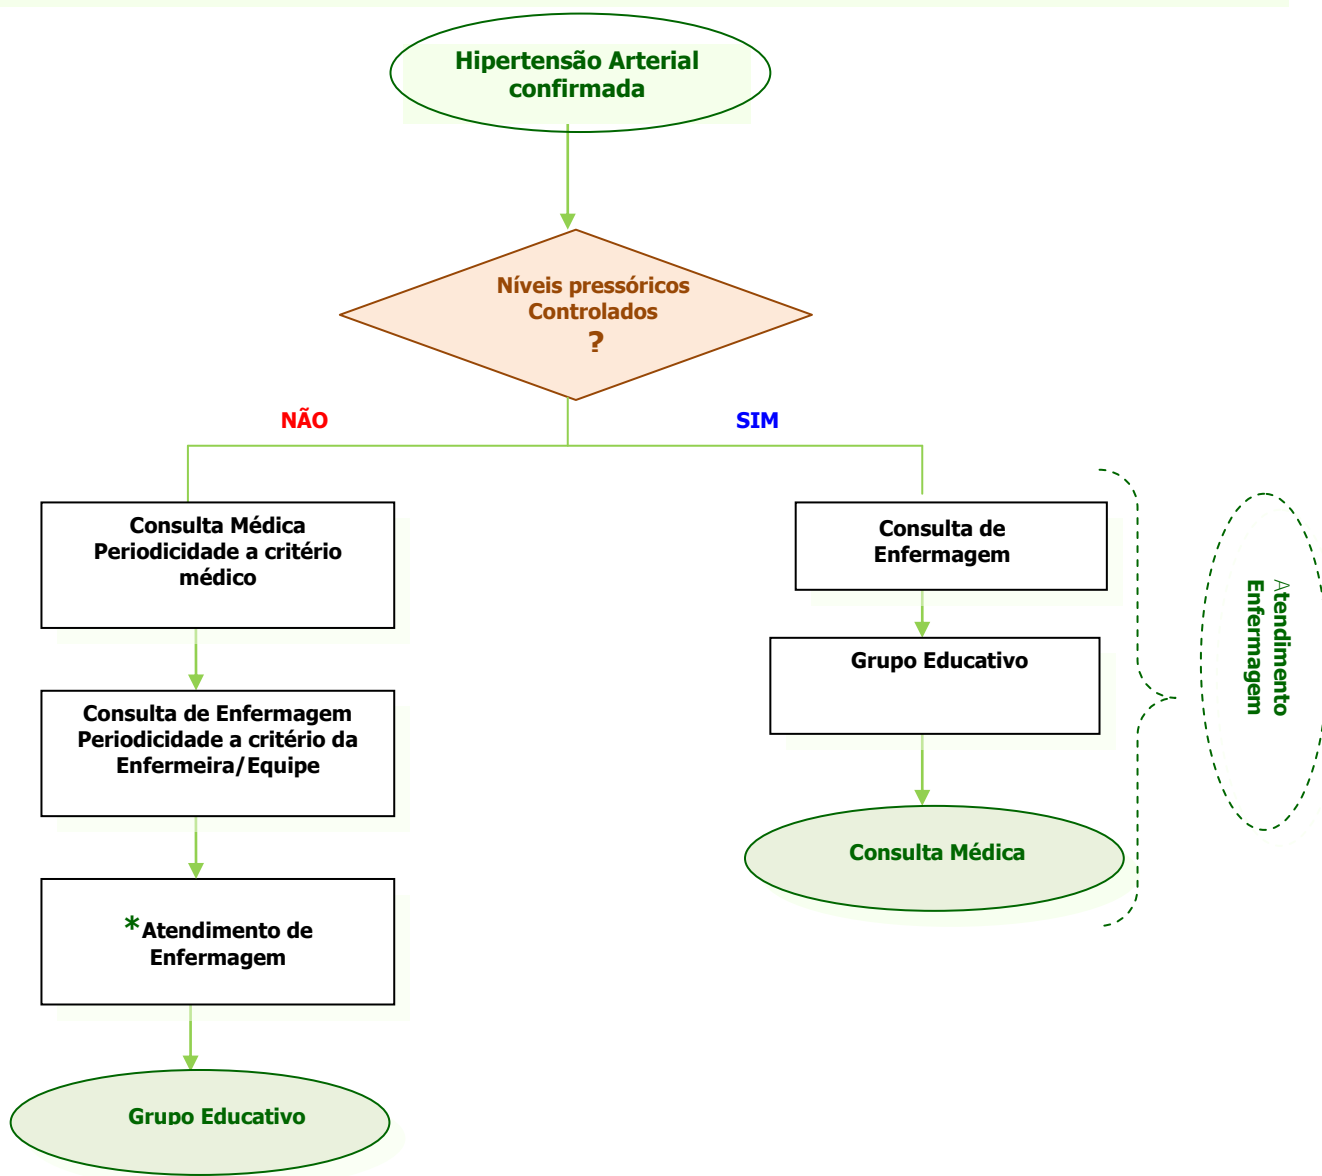 Hipertensão Arterial
confirmada
Níveis pressóricos
Controlados
?
NÃO
SIM
Consulta Médica
Periodicidade a critério
médico
Consulta de Enfermagem
Periodicidade a critério da
Enfermeira/Equipe
*Atendimento de
Enfermagem
Grupo Educativo
Consulta de
Enfermagem
Grupo Educativo
Consulta Médica
Atendimento
Enfermagem